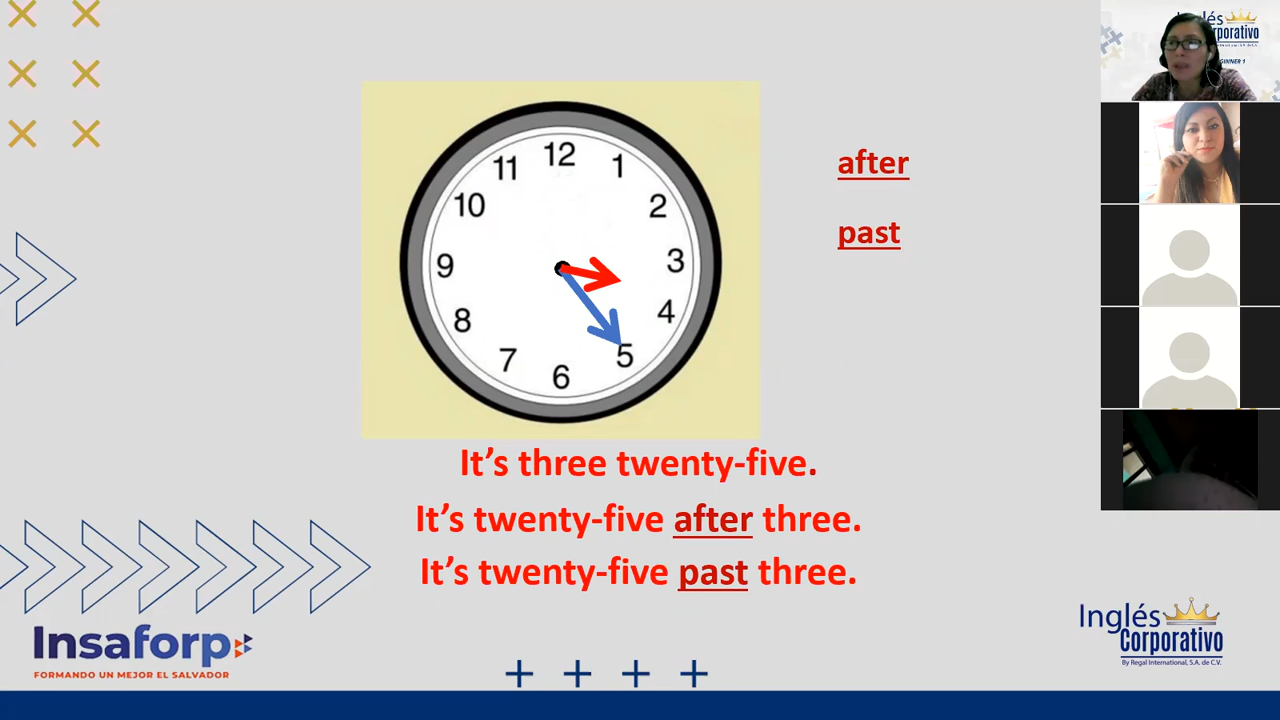 12
11
1
10
2
9
3
8
4
7
5
6
after
past
It's three twenty-five.
It's twenty-five after three.
It's twenty-five past three.
Insaforp
FORMANDO UN MEJOR EL SALVADOR
Inglés
Corporativo
By Regal International, S.A. de C.V.